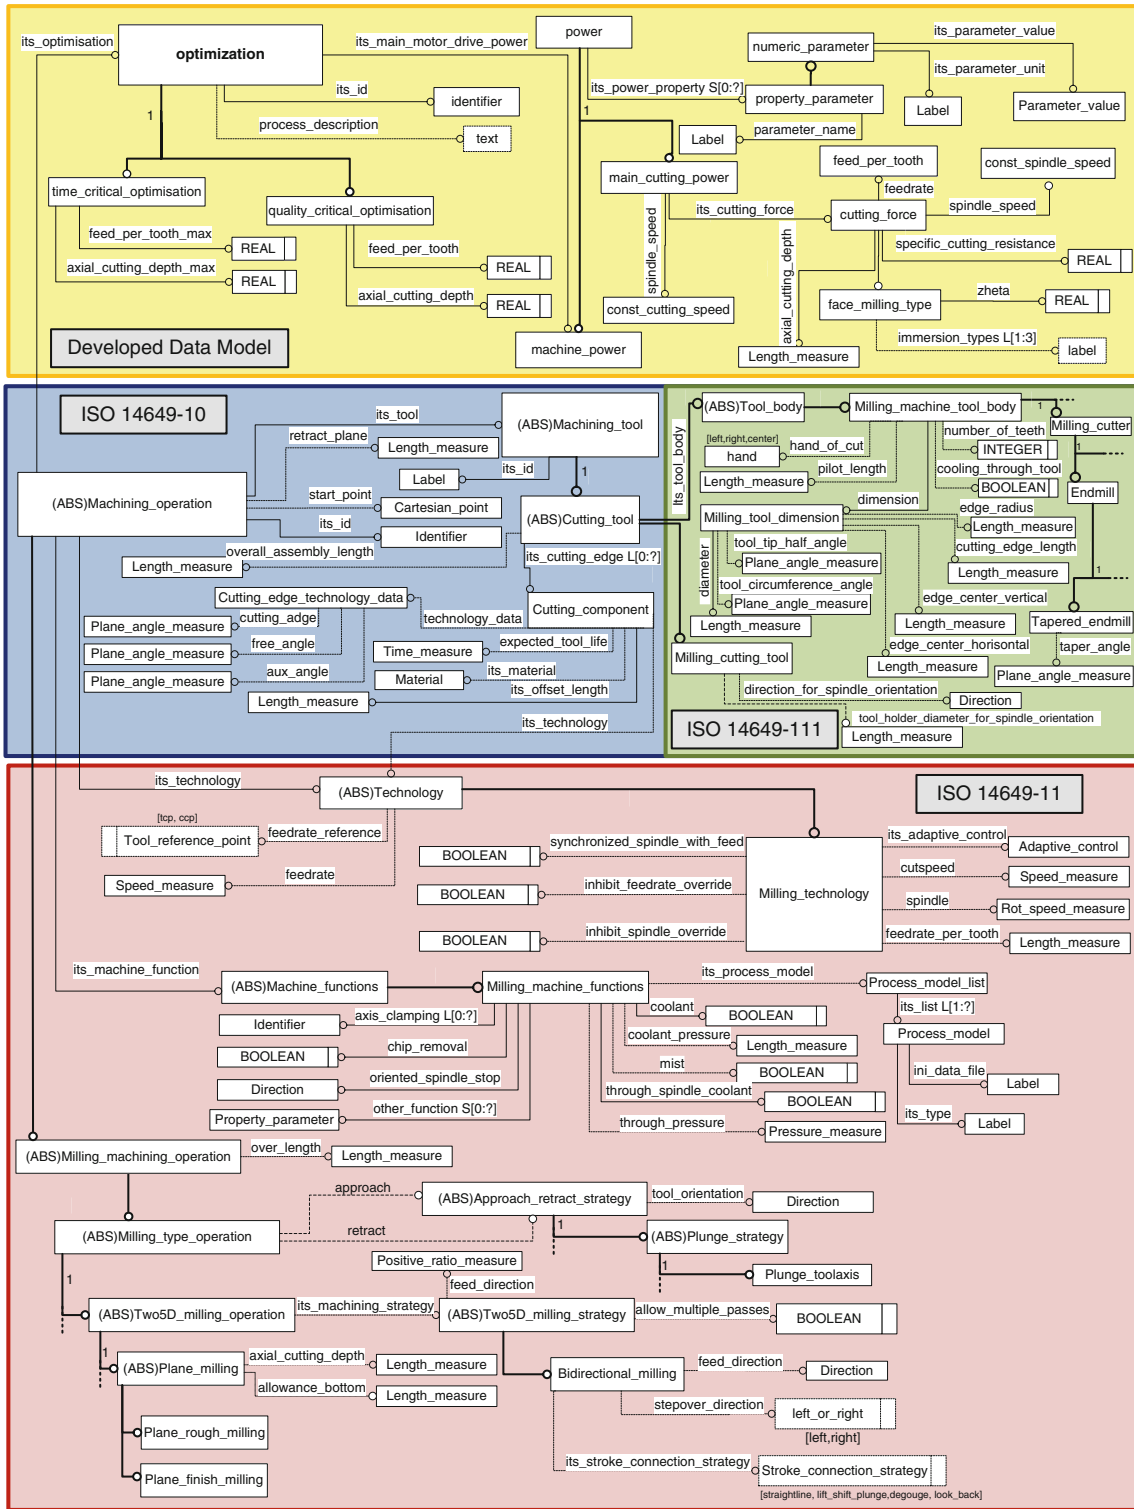 its_optimisation
optimization
its_main_motor_drive_power
power
numeric_parameter
its_parameter_value
its_parameter_unit
its_id
identifier
its_power_property S[0:?]
property_parameter
Label
Parameter_value
1
process_description
text
1
Label
parameter_name
time_critical_optimisation
quality_critical_optimisation
main_cutting_power
feed_per_tooth
const_spindle_speed
feedrate
its_cutting_force
cutting_force
spindle_speed
feed_per_tooth_max
REAL
feed_per_tooth
REAL
spindle_speed
axial_cutting_depth
specific_cutting_resistance
REAL
axial_cutting_depth_max
REAL
axial_cutting_depth
REAL
const_cutting_speed
face_milling_type
zheta
REAL
Developed Data Model
machine_power
Length_measure
immersion_types L[1:3]
label
ISO 14649-10
its_tool
(ABS)Machining_tool
retract_plane
Length_measure
Label
its_id
1
(ABS)Machining_operation
start_point
Cartesian_point
its_id
Identifier
(ABS)Cutting_tool
overall_assembly_length
Length_measure
its_cutting_edge L[0:?]
Cutting_edge_technology_data
technology_data
Cutting_component
Plane_angle_measure
cutting_adge
Plane_angle_measure
free_angle
Time_measure
expected_tool_life
Plane_angle_measure
aux_angle
Material
its_material
Length_measure
its_offset_length
its_technology
Its_tool_body
(ABS)Tool_body
Milling_machine_tool_body
1
Milling_cutter
[left,right,center]
hand
hand_of_cut
number_of_teeth
INTEGER
1
Length_measure
pilot_length
cooling_through_tool
BOOLEAN
Endmill
dimension
Milling_tool_dimension
edge_radius
Length_measure
tool_tip_half_angle
Plane_angle_measure
cutting_edge_length
Length_measure
1
diameter
tool_circumference_angle
Plane_angle_measure
edge_center_vertical
Length_measure
Length_measure
Tapered_endmill
Milling_cutting_tool
edge_center_horisontal
Length_measure
taper_angle
Plane_angle_measure
direction_for_spindle_orientation
Direction
ISO 14649-111
tool_holder_diameter_for_spindle_orientation
Length_measure
its_technology
(ABS)Technology
ISO 14649-11
[tcp, ccp]
Tool_reference_point
feedrate_reference
Speed_measure
feedrate
BOOLEAN
synchronized_spindle_with_feed
BOOLEAN
inhibit_feedrate_override
BOOLEAN
inhibit_spindle_override
Milling_technology
its_adaptive_control
Adaptive_control
cutspeed
Speed_measure
spindle
Rot_speed_measure
feedrate_per_tooth
Length_measure
its_machine_function
(ABS)Machine_functions
Milling_machine_functions
its_process_model
Process_model_list
Identifier
axis_clamping L[0:?]
coolant
BOOLEAN
its_list L[1:?]
Process_model
BOOLEAN
chip_removal
coolant_pressure
Length_measure
mist
BOOLEAN
ini_data_file
Label
Direction
oriented_spindle_stop
through_spindle_coolant
BOOLEAN
Property_parameter
other_function S[0:?]
its_type
Label
through_pressure
Pressure_measure
(ABS)Milling_machining_operation
over_length
Length_measure
approach
(ABS)Approach_retract_strategy
tool_orientation
Direction
(ABS)Milling_type_operation
retract
1
(ABS)Plunge_strategy
1
Positive_ratio_measure
1
Plunge_toolaxis
feed_direction
(ABS)Two5D_milling_operation
its_machining_strategy
(ABS)Two5D_milling_strategy
allow_multiple_passes
BOOLEAN
1
(ABS)Plane_milling
axial_cutting_depth
Length_measure
allowance_bottom
Length_measure
Bidirectional_milling
feed_direction
Direction
Plane_rough_milling
stepover_direction
left_or_right
[left,right]
Plane_finish_milling
its_stroke_connection_strategy
Stroke_connection_strategy
[straightline, lift_shift_plunge,degouge, look_back]